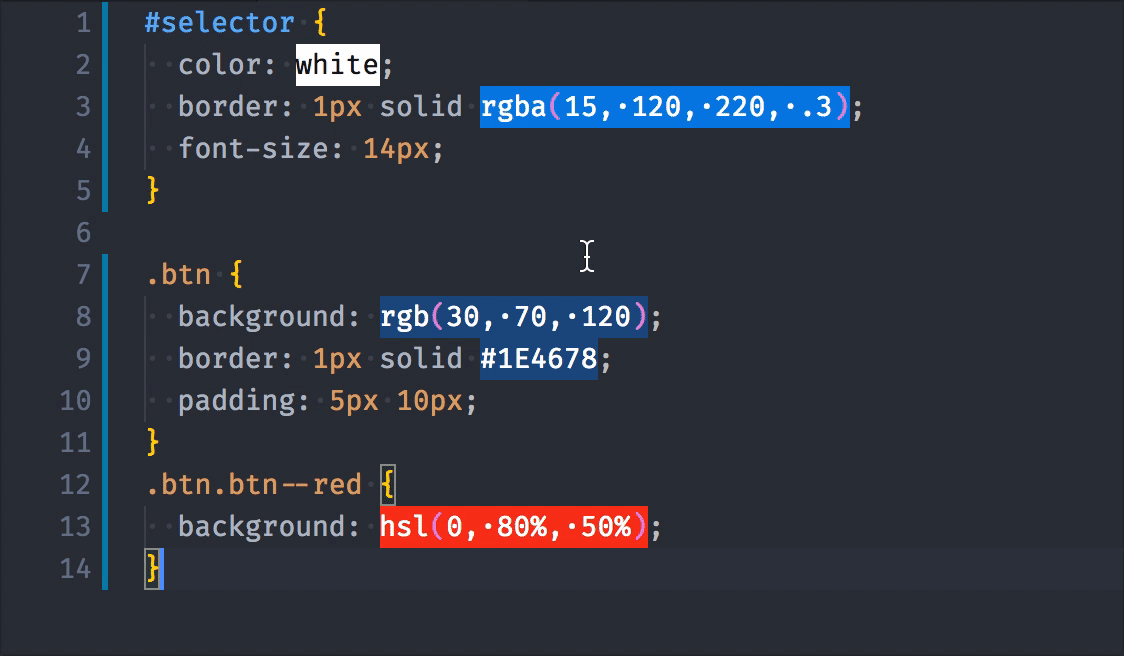 1 #selector {
2   color: white;
3   border: 1px solid rgba(15, 120, 220, .3);
4   font-size: 14px;
5 }
6
7 .btn {
8   background: rgb(30, 70, 120);
9   border: 1px solid #1E4678;
10   padding: 5px 10px;
11 }
12 .btn.btn--red {
13   background: hsl(0, 80%, 50%);
14 }